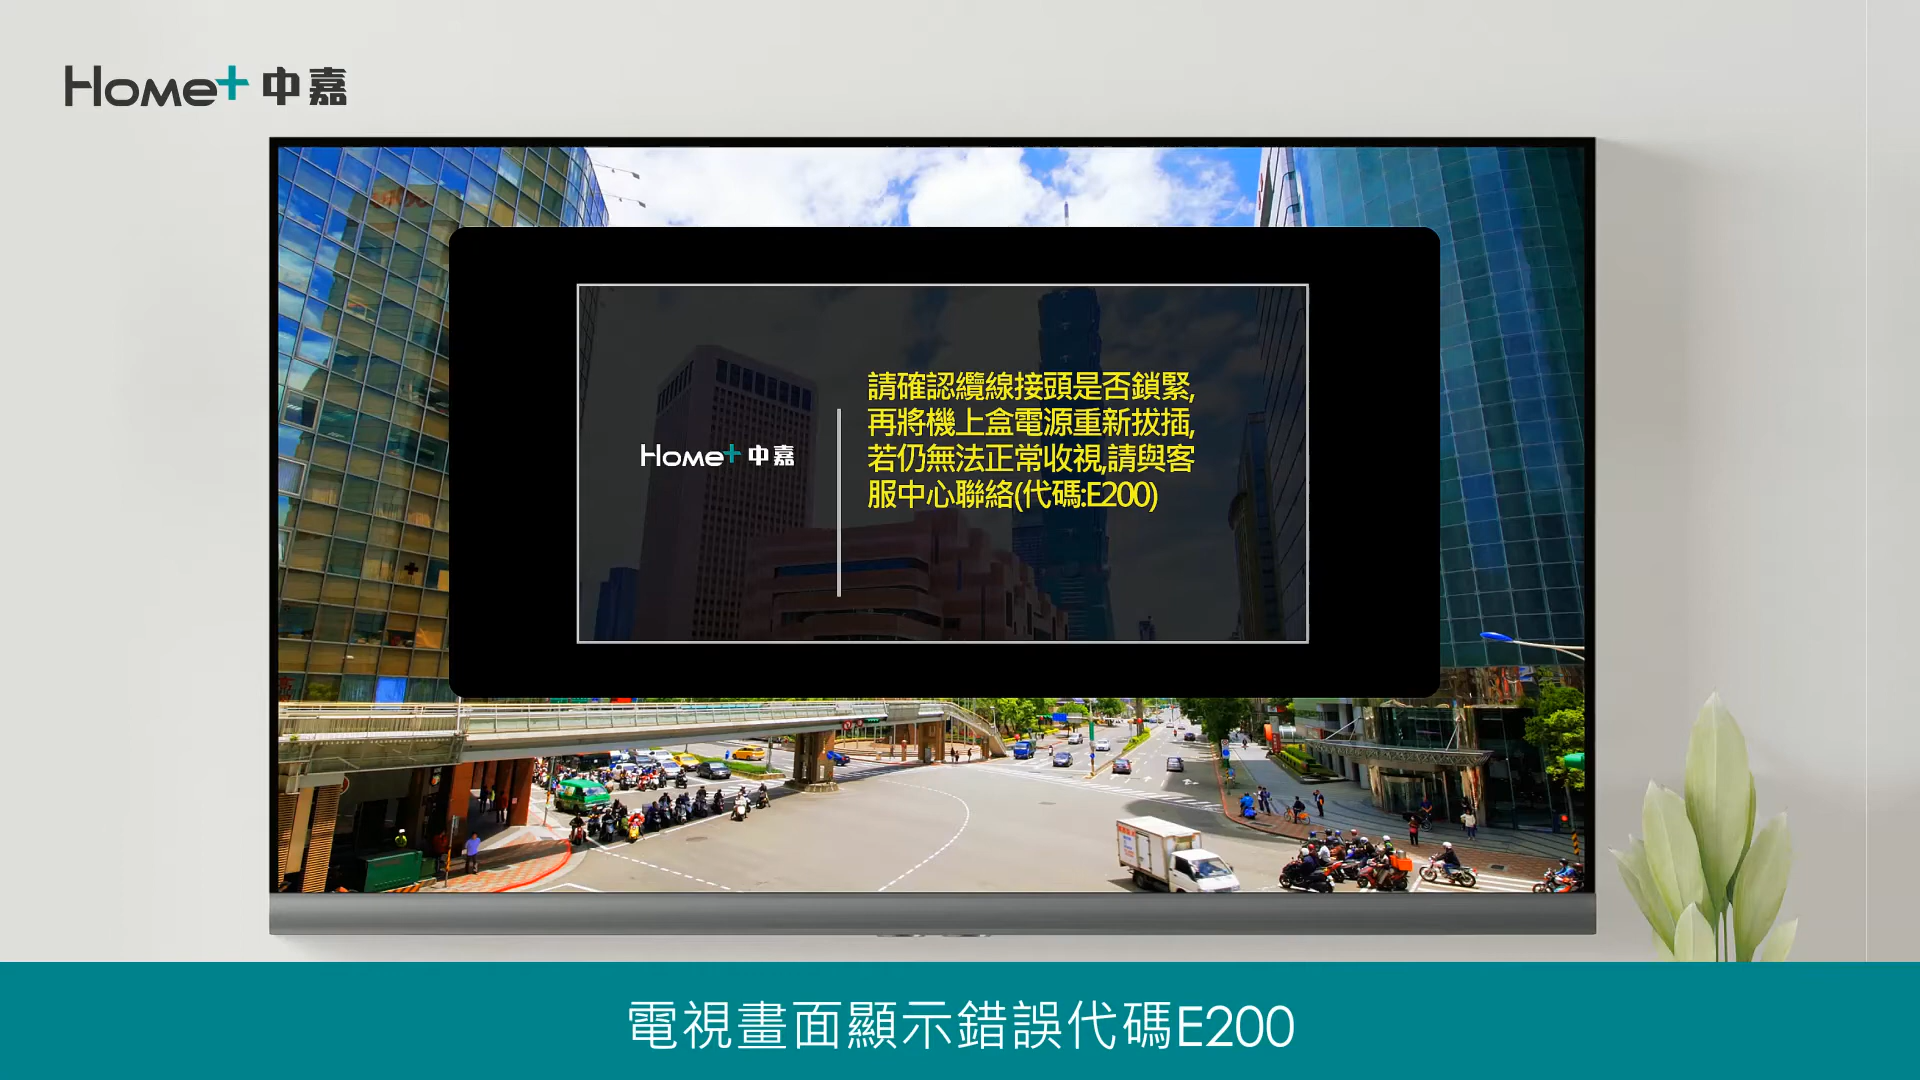 Home+ 中嘉
請確認纜線接頭是否鎖緊,
再將機上盒電源重新拔插,
若仍無法正常收視,請與客
服中心聯絡(代碼:E200)
Home+ 中嘉
電視畫面顯示錯誤代碼E200